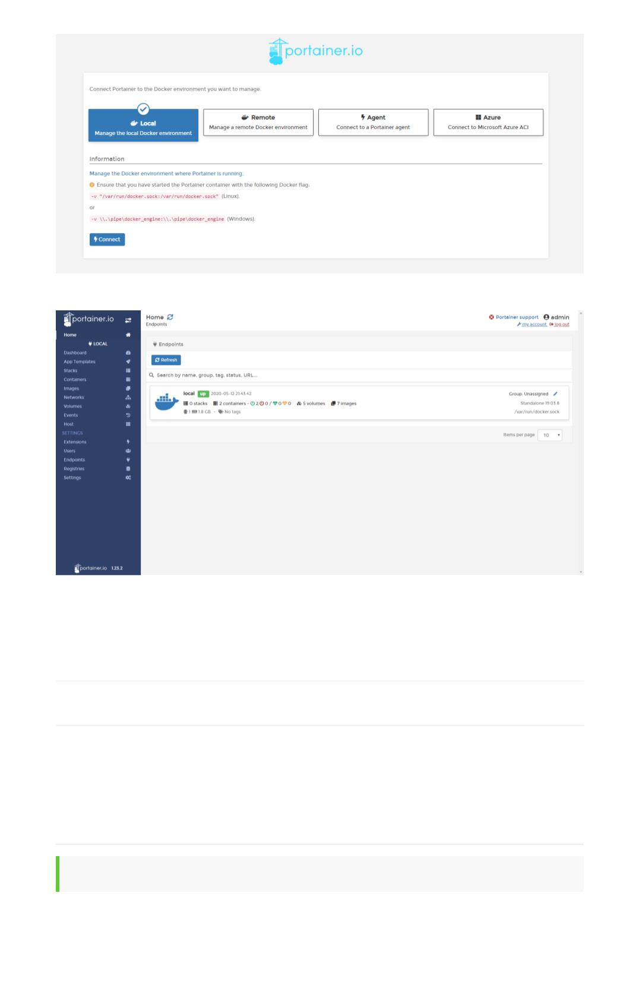 portainer.io
Connect Portainer to the Docker environment you want to manage.
Local
Manage the local Docker environment
Remote
Manage a remote Docker environment
Agent
Connect to a Portainer agent
Azure
Connect to Microsoft Azure ACI
Information
Manage the Docker environment where Portainer is running.
Ensure that you have started the Portainer container with the following Docker flag:
-v "/var/run/docker.sock:/var/run/docker.sock" (Linux).
or
-v \\.\pipe\docker_engine:\\.\pipe\docker_engine (Windows).
Connect
portainer.io
Home
LOCAL
Dashboard
App Templates
Stacks
Containers
Images
Networks
Volumes
Events
Host
SETTINGS
Extensions
Users
Endpoints
Registries
Settings
portainer.io 1.23.2
Home
Endpoints
Portainer support admin
my account log out
Endpoints
Refresh
Search by name, group, tag, status, URL...
local up 2020-05-12 21:43:42 Group: Unassigned
0 stacks 2 containers - 2 0 / 0 0 5 volumes 7 images Standalone 19.03.8
1 1.8 GB - No tags /var/run/docker.sock
Items per page 10